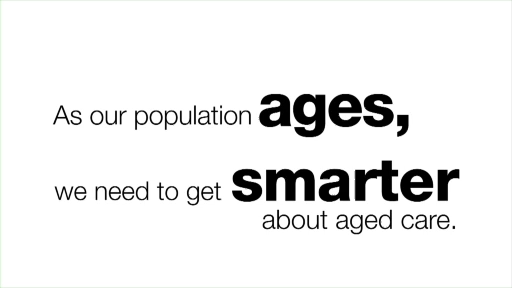 As our population ages,
we need to get smarter
about aged care.